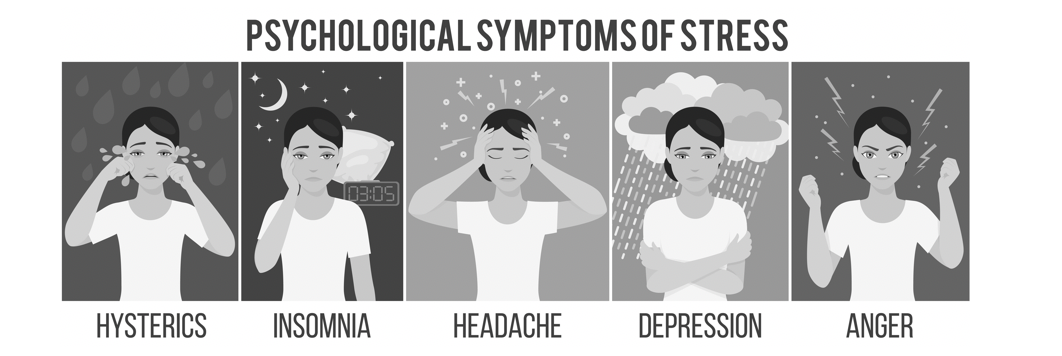 PSYCHOLOGICAL SYMPTOMS OF STRESS
03:05
HYSTERICS
INSOMNIA
HEADACHE
DEPRESSION
ANGER